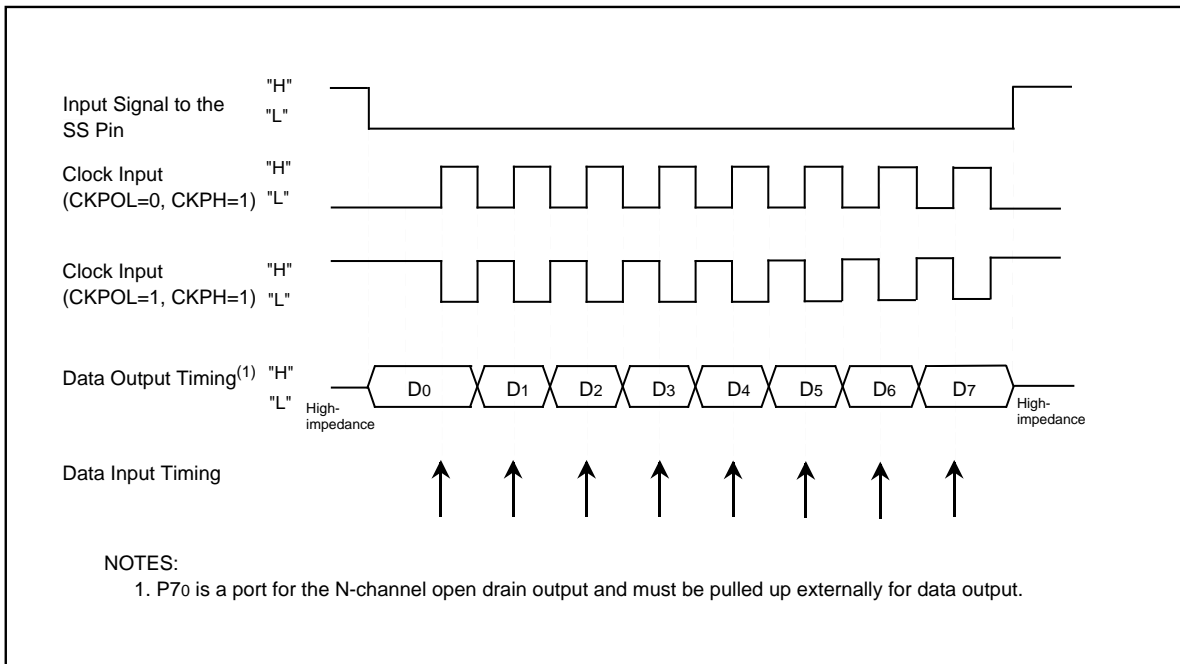 Input Signal to the
SS Pin
"H"
"L"
Clock Input
(CKPOL=0, CKPH=1)
"H"
"L"
Clock Input
(CKPOL=1, CKPH=1)
"H"
"L"
Data Output Timing(1)
"H"
"L"
High-
impedance
D0
D1
D2
D3
D4
D5
D6
D7
High-
impedance
Data Input Timing
NOTES:
1. P70 is a port for the N-channel open drain output and must be pulled up externally for data output.